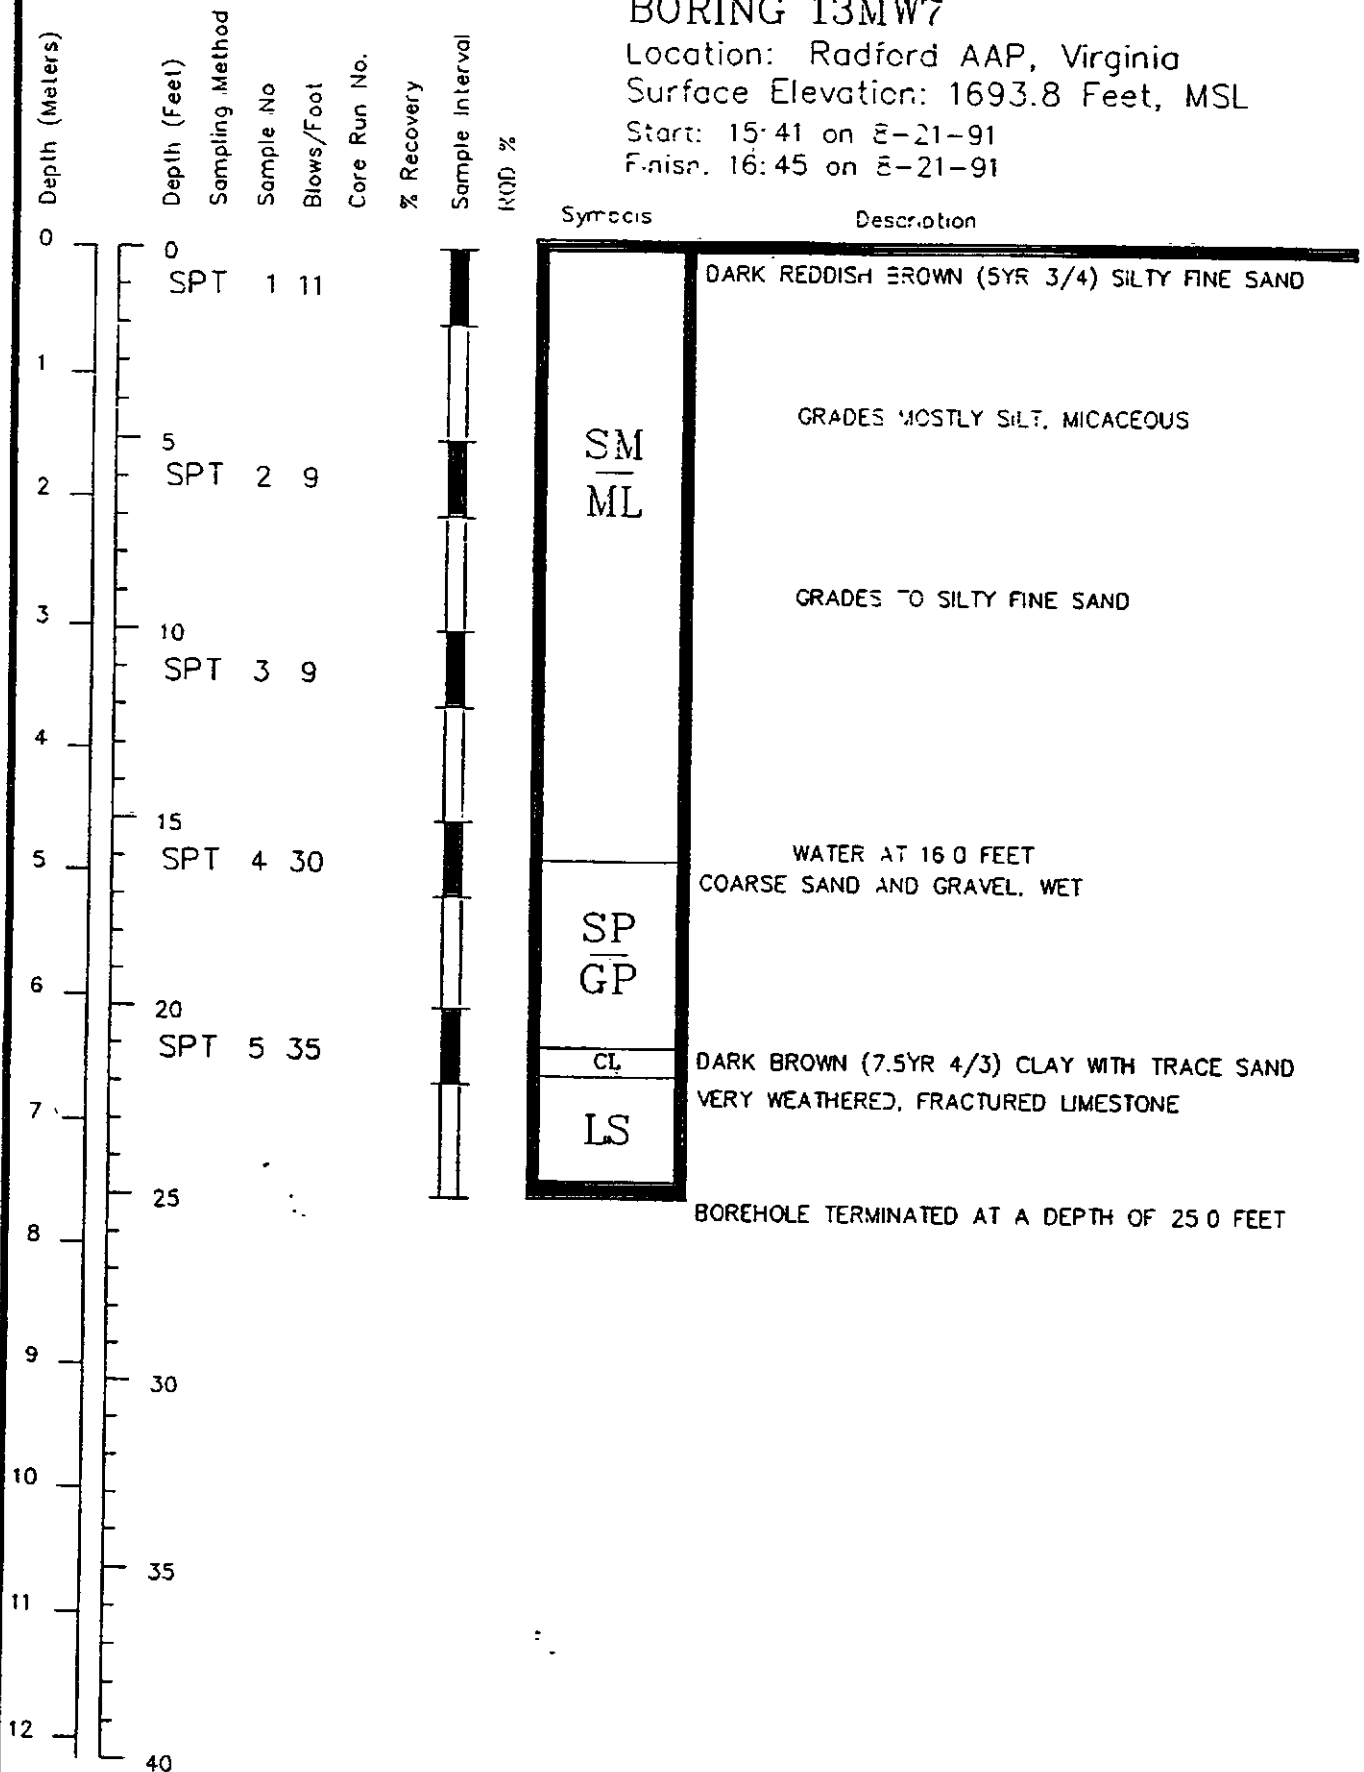 BORING 13MW7
Location: Radford AAP, Virginia
Surface Elevation: 1693.8 Feet, MSL
Start: 15:41 on 8-21-91
Finish: 16:45 on 8-21-91
Depth (Meters)
Depth (Feet)
Sampling Method
Sample No
Blows/Foot
Core Run No.
% Recovery
Sample Interval
RQD %
Symbols
Description
0
0
SPT 1 11
DARK REDDISH BROWN (5YR 3/4) SILTY FINE SAND
1
GRADES MOSTLY SILT, MICACEOUS
5
SPT 2 9
SM
ML
2
GRADES TO SILTY FINE SAND
3
10
SPT 3 9
4
15
WATER AT 16.0 FEET
5
SPT 4 30
COARSE SAND AND GRAVEL, WET
SP
GP
6
20
SPT 5 35
CL
DARK BROWN (7.5YR 4/3) CLAY WITH TRACE SAND
VERY WEATHERED, FRACTURED LIMESTONE
7
LS
25
BOREHOLE TERMINATED AT A DEPTH OF 25.0 FEET
8
9
30
10
35
11
12
40